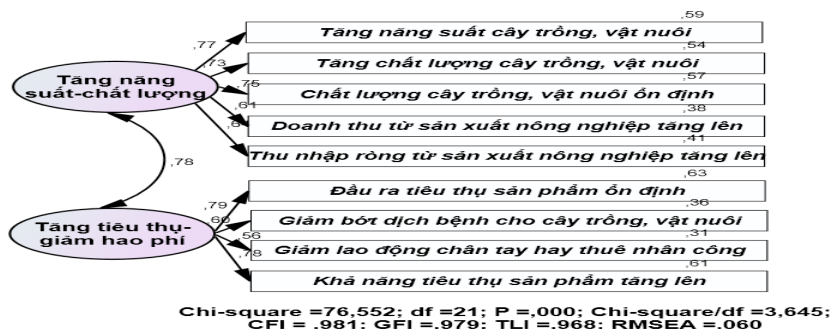 ,59
,77
Tăng năng suất cây trồng, vật nuôi
,54
,73
Tăng chất lượng cây trồng, vật nuôi
Tăng năng
suất-chất lượng
,57
,75
Chất lượng cây trồng, vật nuôi ổn định
,38
,61
Doanh thu từ sản xuất nông nghiệp tăng lên
,41
Thu nhập ròng từ sản xuất nông nghiệp tăng lên
,78
,63
,79
Đầu ra tiêu thụ sản phẩm ổn định
,36
,60
Giảm bớt dịch bệnh cho cây trồng, vật nuôi
Tăng tiêu thụ-
giảm hao phí
,31
,56
Giảm lao động chân tay hay thuê nhân công
,61
,78
Khả năng tiêu thụ sản phẩm tăng lên
Chi-square =76,552; df =21; P =,000; Chi-square/df =3,645;
CFI = ,981; GFI =,979; TLI =,968; RMSEA =,060